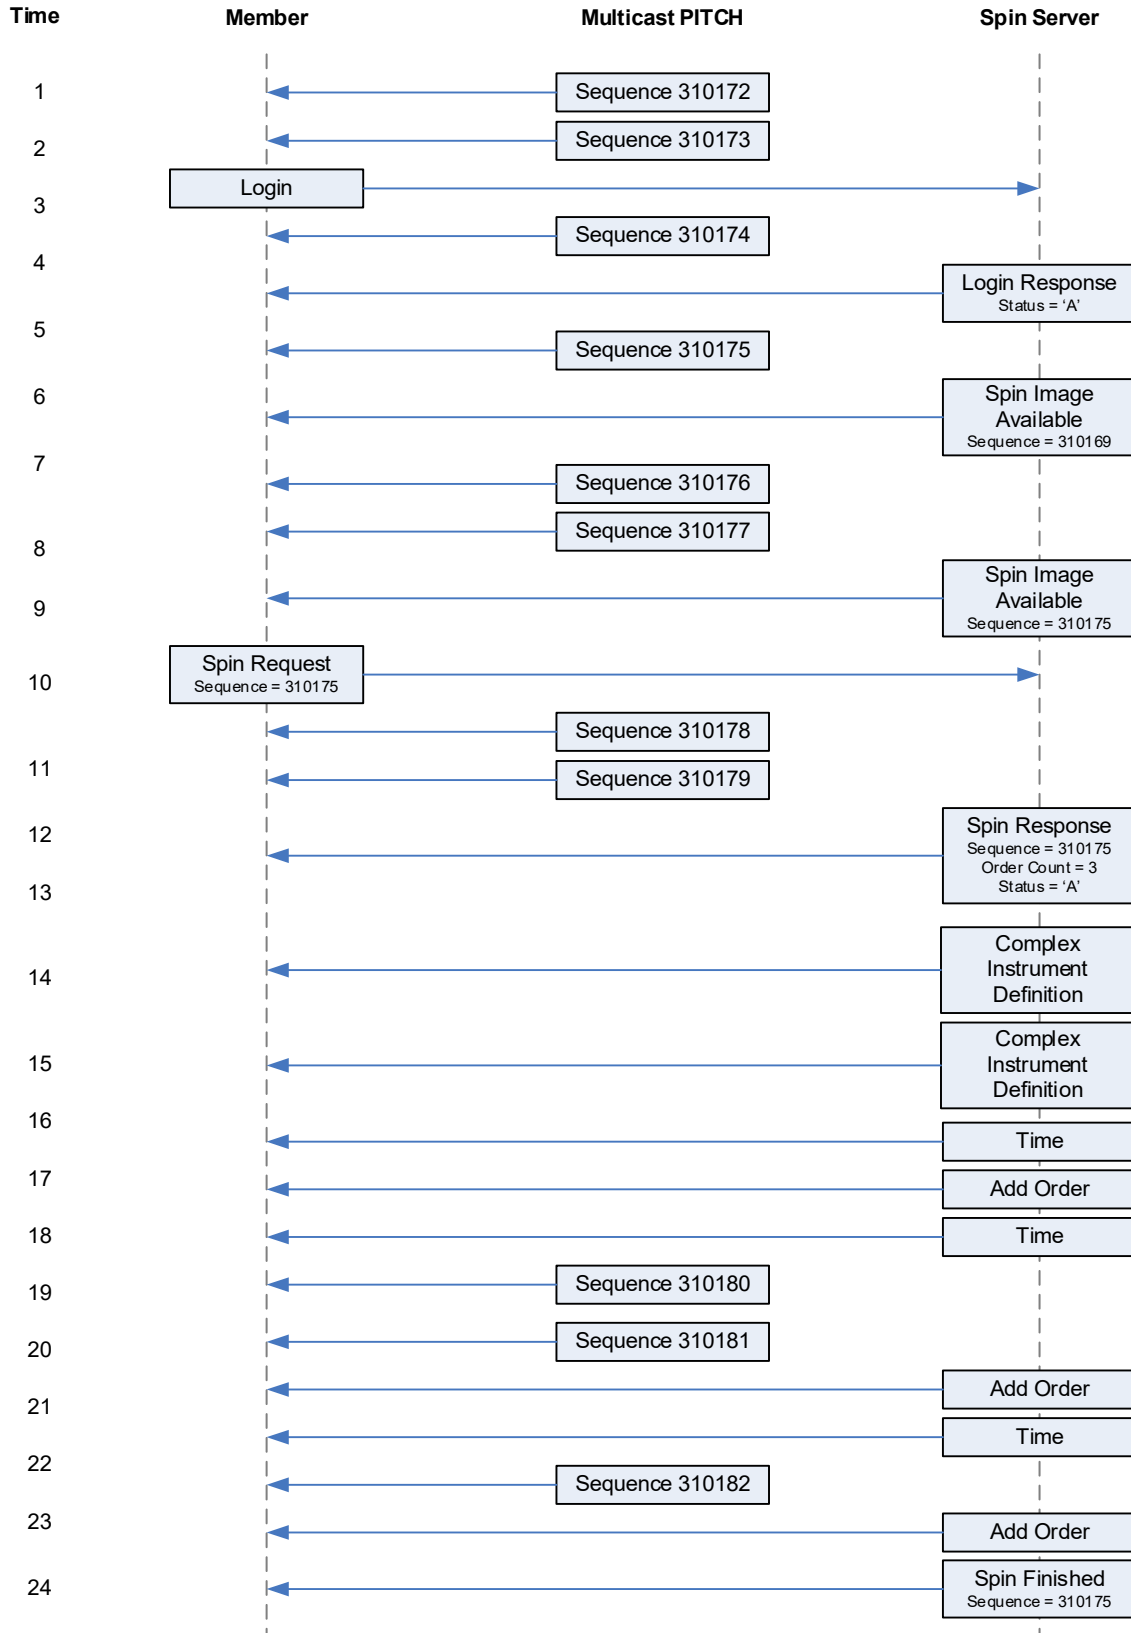 Time Member Multicast PITCH Spin Server
1
Sequence 310172
2
Sequence 310173
Login
3
Sequence 310174
4
Login Response
Status = ‘A’
5
Sequence 310175
6
Spin Image
Available
Sequence = 310169
7
Sequence 310176
Sequence 310177
8
Spin Image
Available
Sequence = 310175
9
Spin Request
Sequence = 310175
10
Sequence 310178
11
Sequence 310179
12
Spin Response
Sequence = 310175
Order Count = 3
Status = ‘A’
13
Complex
Instrument
Definition
14
Complex
Instrument
Definition
15
16
Time
17
Add Order
18
Time
Sequence 310180
19
Sequence 310181
20
Add Order
21
Time
22
Sequence 310182
23
Add Order
24
Spin Finished
Sequence = 310175